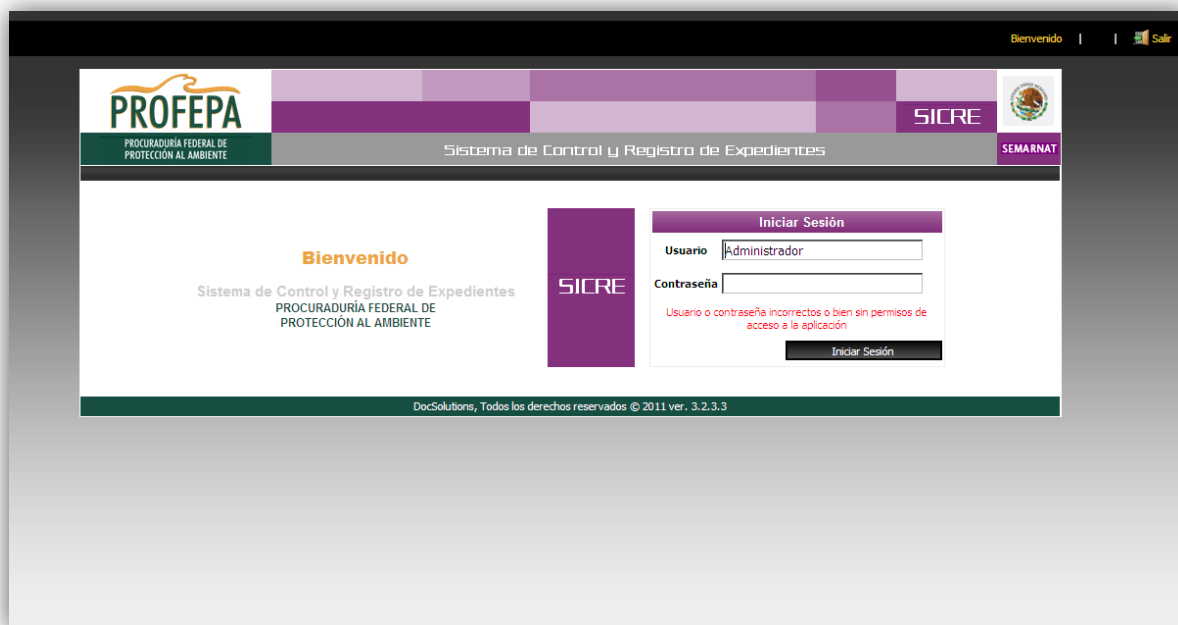 Bienvenido | | Salir
PROFEPA
PROCURADURÍA FEDERAL DE
PROTECCIÓN AL AMBIENTE
SICRE
Sistema de Control y Registro de Expedientes
SEMARNAT
Bienvenido
Sistema de Control y Registro de Expedientes
PROCURADURÍA FEDERAL DE
PROTECCIÓN AL AMBIENTE
SICRE
Iniciar Sesión
Usuario Administrador
Contraseña
Usuario o contraseña incorrectos o bien sin permisos de
acceso a la aplicación
Iniciar Sesión
DocSolutions, Todos los derechos reservados © 2011 ver. 3.2.3.3